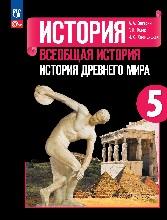 ИСТОРИЯ
ВСЕОБЩАЯ ИСТОРИЯ
ИСТОРИЯ ДРЕВНЕГО МИРА
5